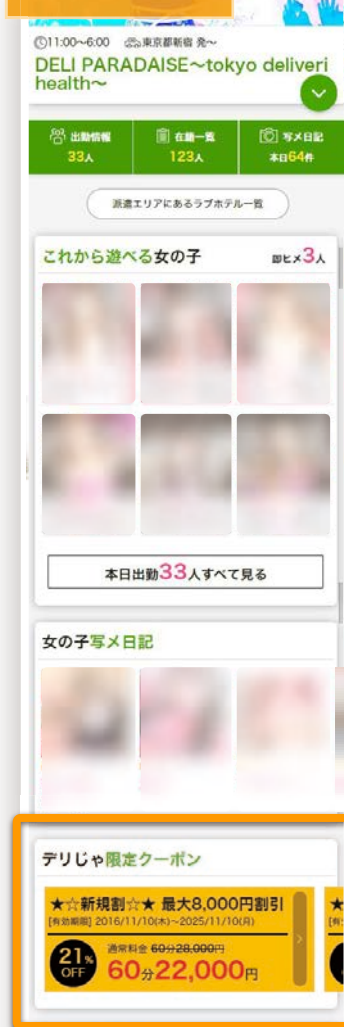 11:00~6:00 東京都新宿 発~
DELI PARADAISE~tokyo deliveri
health~
出勤情報 在籍一覧 写メ日記
33人 123人 本日64件
派遣エリアにあるラブホテル一覧
これから遊べる女の子 即ヒメ3人
本日出勤33人すべて見る
女の子写メ日記
デリじゃ限定クーポン
★☆新規割☆★ 最大8,000円割引
[有効期限] 2016/11/10(木)~2025/11/10(月)
通常料金 60分28,000円
21% OFF 60分22,000円